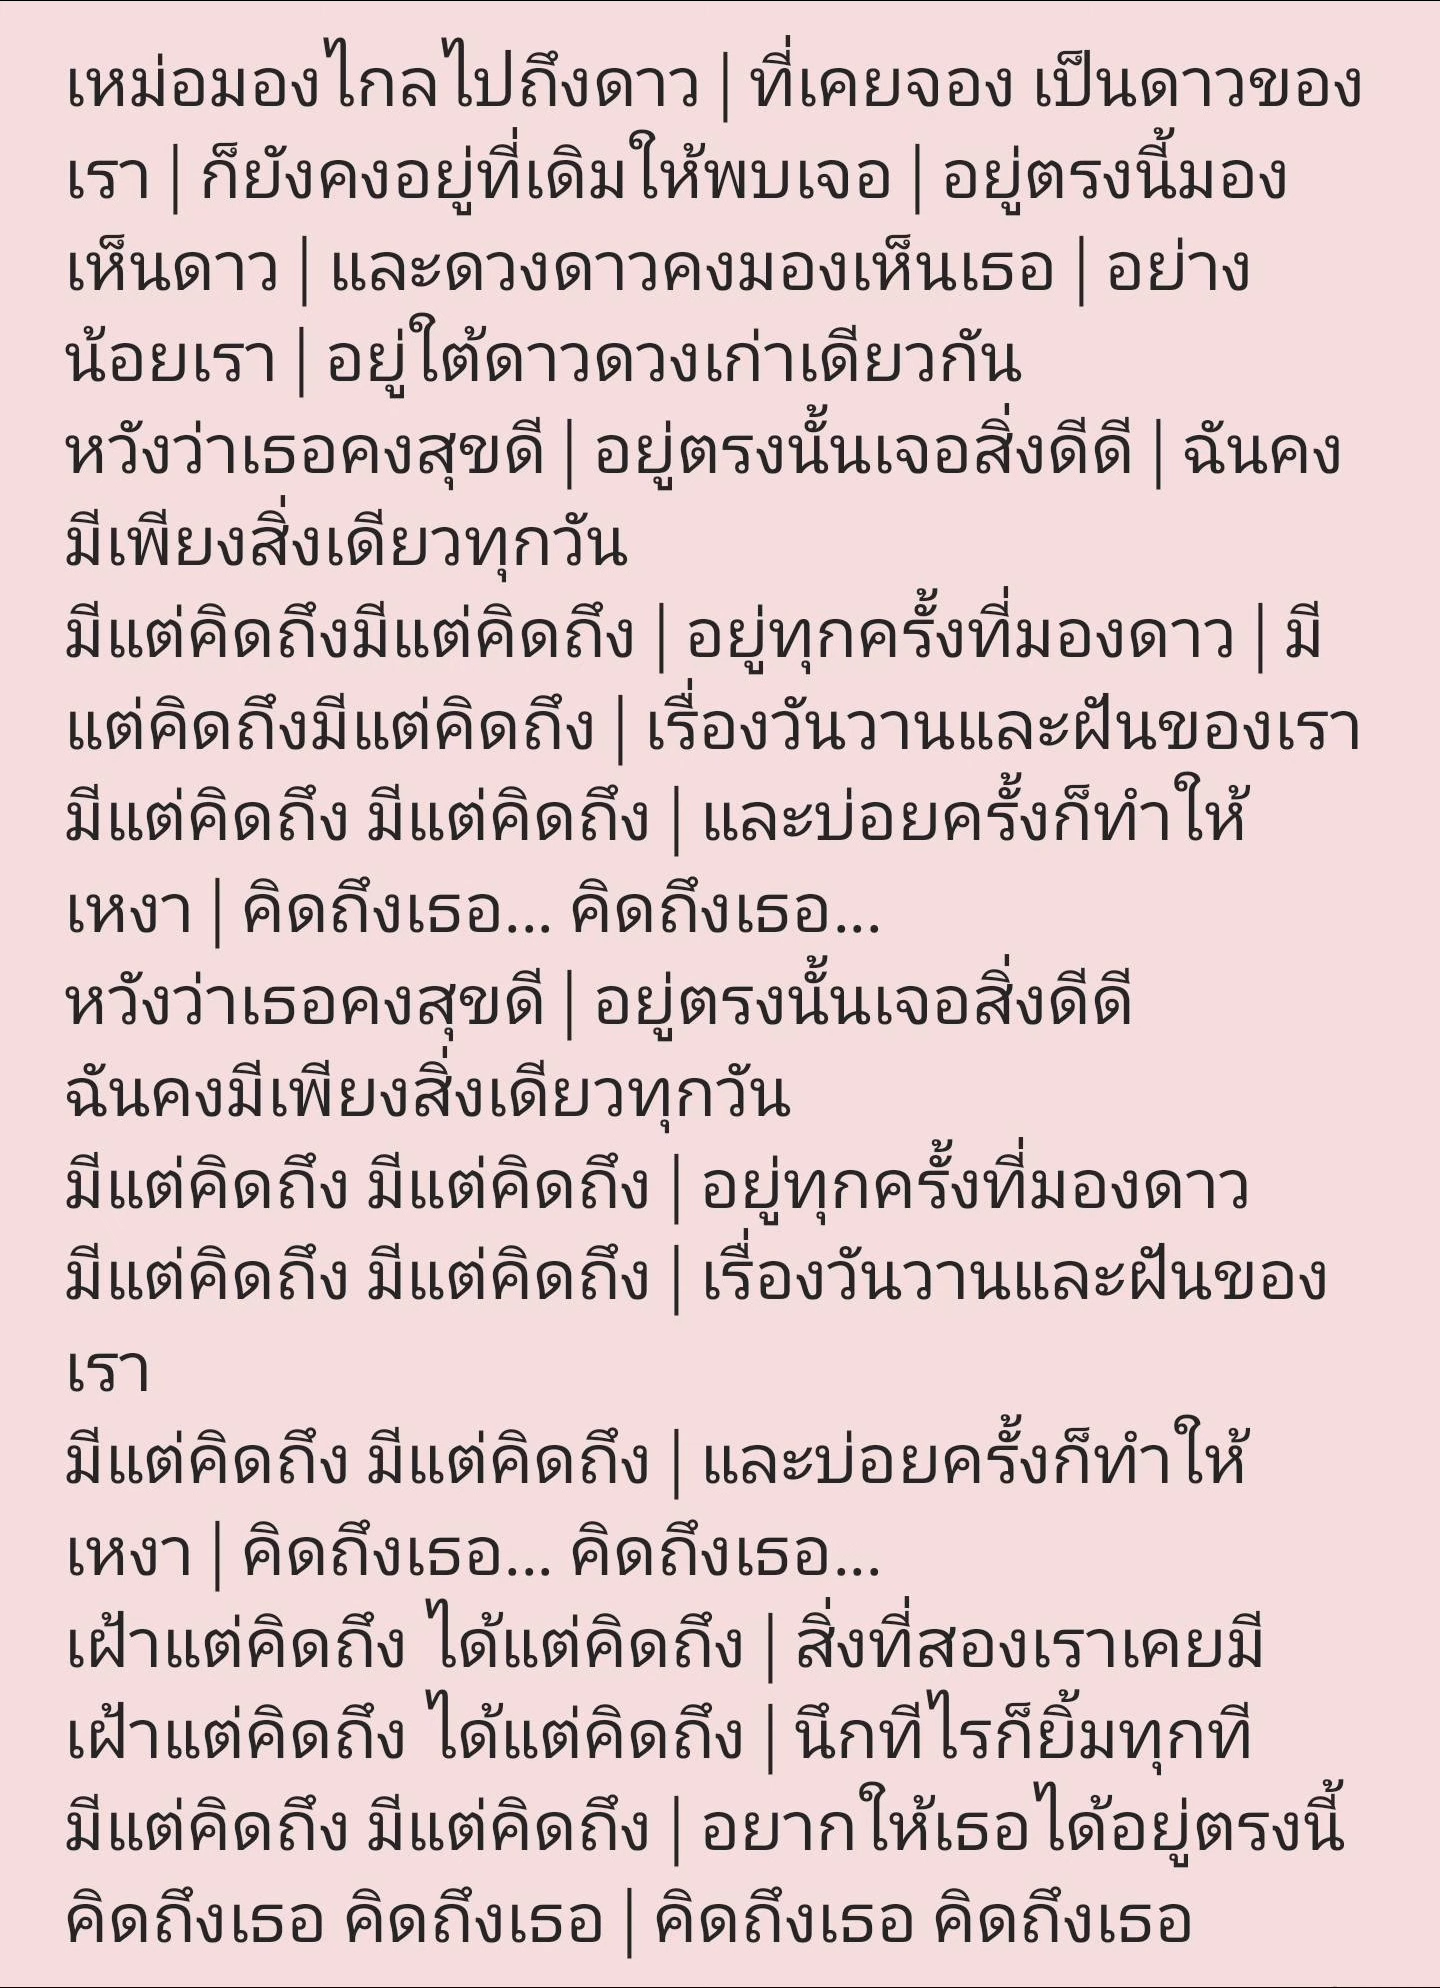 เหม่อมองไกลไปถึงดาว | ที่เคยจอง เป็นดาวของ
เรา | ก็ยังคงอยู่ที่เดิมให้พบเจอ | อยู่ตรงนี้มอง
เห็นดาว | และดวงดาวคงมองเห็นเธอ | อย่าง
น้อยเรา | อยู่ใต้ดาวดวงเก่าเดียวกัน
หวังว่าเธอคงสุขดี | อยู่ตรงนั้นเจอสิ่งดีดี | ฉันคง
มีเพียงสิ่งเดียวทุกวัน
มีแต่คิดถึงมีแต่คิดถึง | อยู่ทุกครั้งที่มองดาว | มี
แต่คิดถึงมีแต่คิดถึง | เรื่องวันวานและฝันของเรา
มีแต่คิดถึง มีแต่คิดถึง | และบ่อยครั้งก็ทำให้
เหงา | คิดถึงเธอ... คิดถึงเธอ...
หวังว่าเธอคงสุขดี | อยู่ตรงนั้นเจอสิ่งดีดี
ฉันคงมีเพียงสิ่งเดียวทุกวัน
มีแต่คิดถึง มีแต่คิดถึง | อยู่ทุกครั้งที่มองดาว
มีแต่คิดถึง มีแต่คิดถึง | เรื่องวันวานและฝันของ
เรา
มีแต่คิดถึง มีแต่คิดถึง | และบ่อยครั้งก็ทำให้
เหงา | คิดถึงเธอ... คิดถึงเธอ...
เฝ้าแต่คิดถึง ได้แต่คิดถึง | สิ่งที่สองเราเคยมี
เฝ้าแต่คิดถึง ได้แต่คิดถึง | นึกทีไรก็ยิ้มทุกที
มีแต่คิดถึง มีแต่คิดถึง | อยากให้เธอได้อยู่ตรงนี้
คิดถึงเธอ คิดถึงเธอ | คิดถึงเธอ คิดถึงเธอ